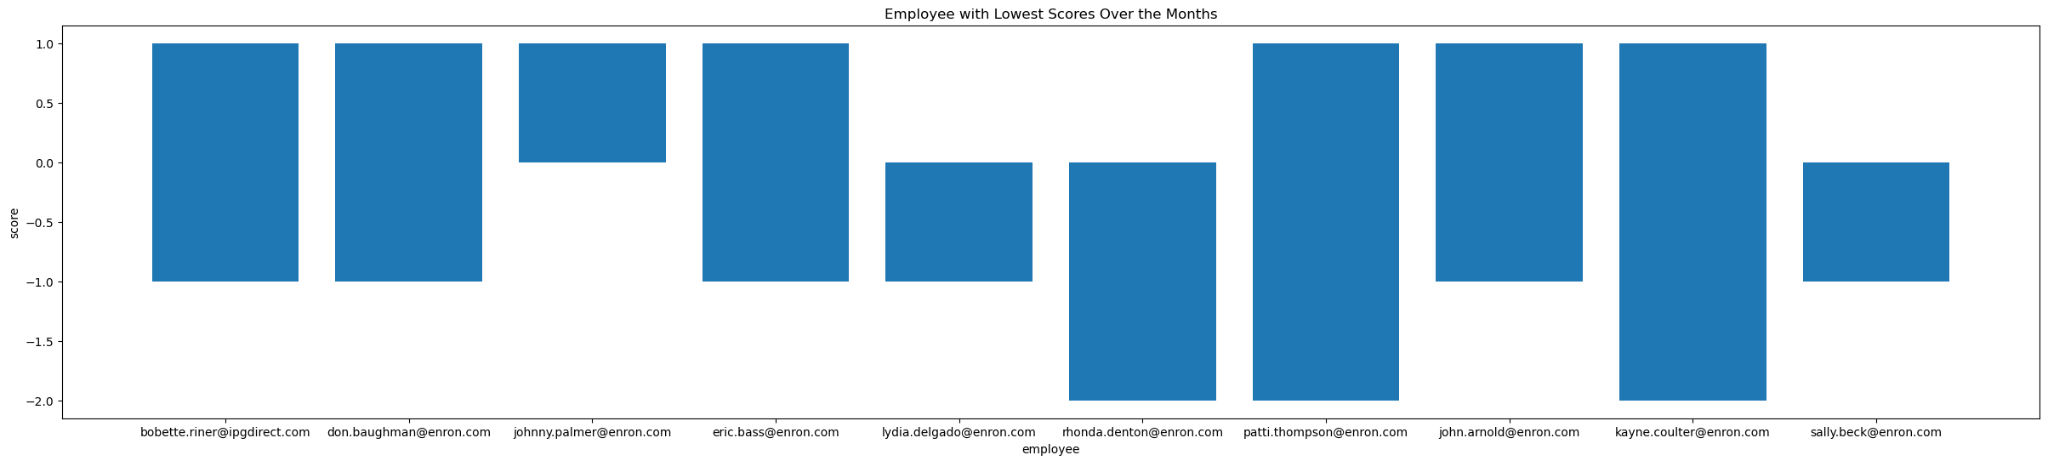 Employee with Lowest Scores Over the Months
1.0
0.5
0.0
−0.5
−1.0
−1.5
−2.0
score
bobette.riner@ipgdirect.com don.baughman@enron.com johnny.palmer@enron.com eric.bass@enron.com lydia.delgado@enron.com rhonda.denton@enron.com patti.thompson@enron.com john.arnold@enron.com kayne.coulter@enron.com sally.beck@enron.com
employee